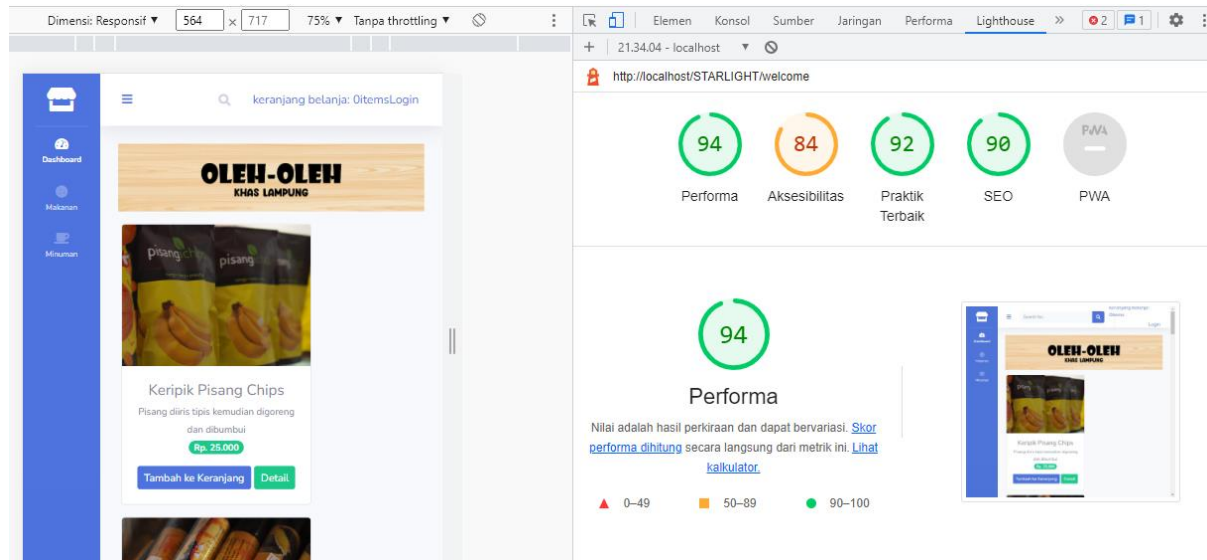 Dimensi: Responsif ▼ 564 × 717 75% ▼ Tanpa throttling ▼
Elemen Konsol Sumber Jaringan Performa Lighthouse » 2 1
+ 21.34.04 - localhost ▼
http://localhost/STARLIGHT/welcome
keranjang belanja: 0itemsLogin
Dashboard
Makanan
Minuman
OLEH-OLEH
KHAS LAMPUNG
pisang
pisang
Keripik Pisang Chips
Pisang diiris tipis kemudian digoreng
dan dibumbui
Rp. 25.000
Tambah ke Keranjang Detail
94 84 92 90 PWA
Performa Aksesibilitas Praktik
Terbaik SEO PWA
94
Performa
Nilai adalah hasil perkiraan dan dapat bervariasi. Skor
performa dihitung secara langsung dari metrik ini. Lihat
kalkulator.
0–49 50–89 90–100
Login
OLEH-OLEH
KHAS LAMPUNG
Keripik Pisang Chips